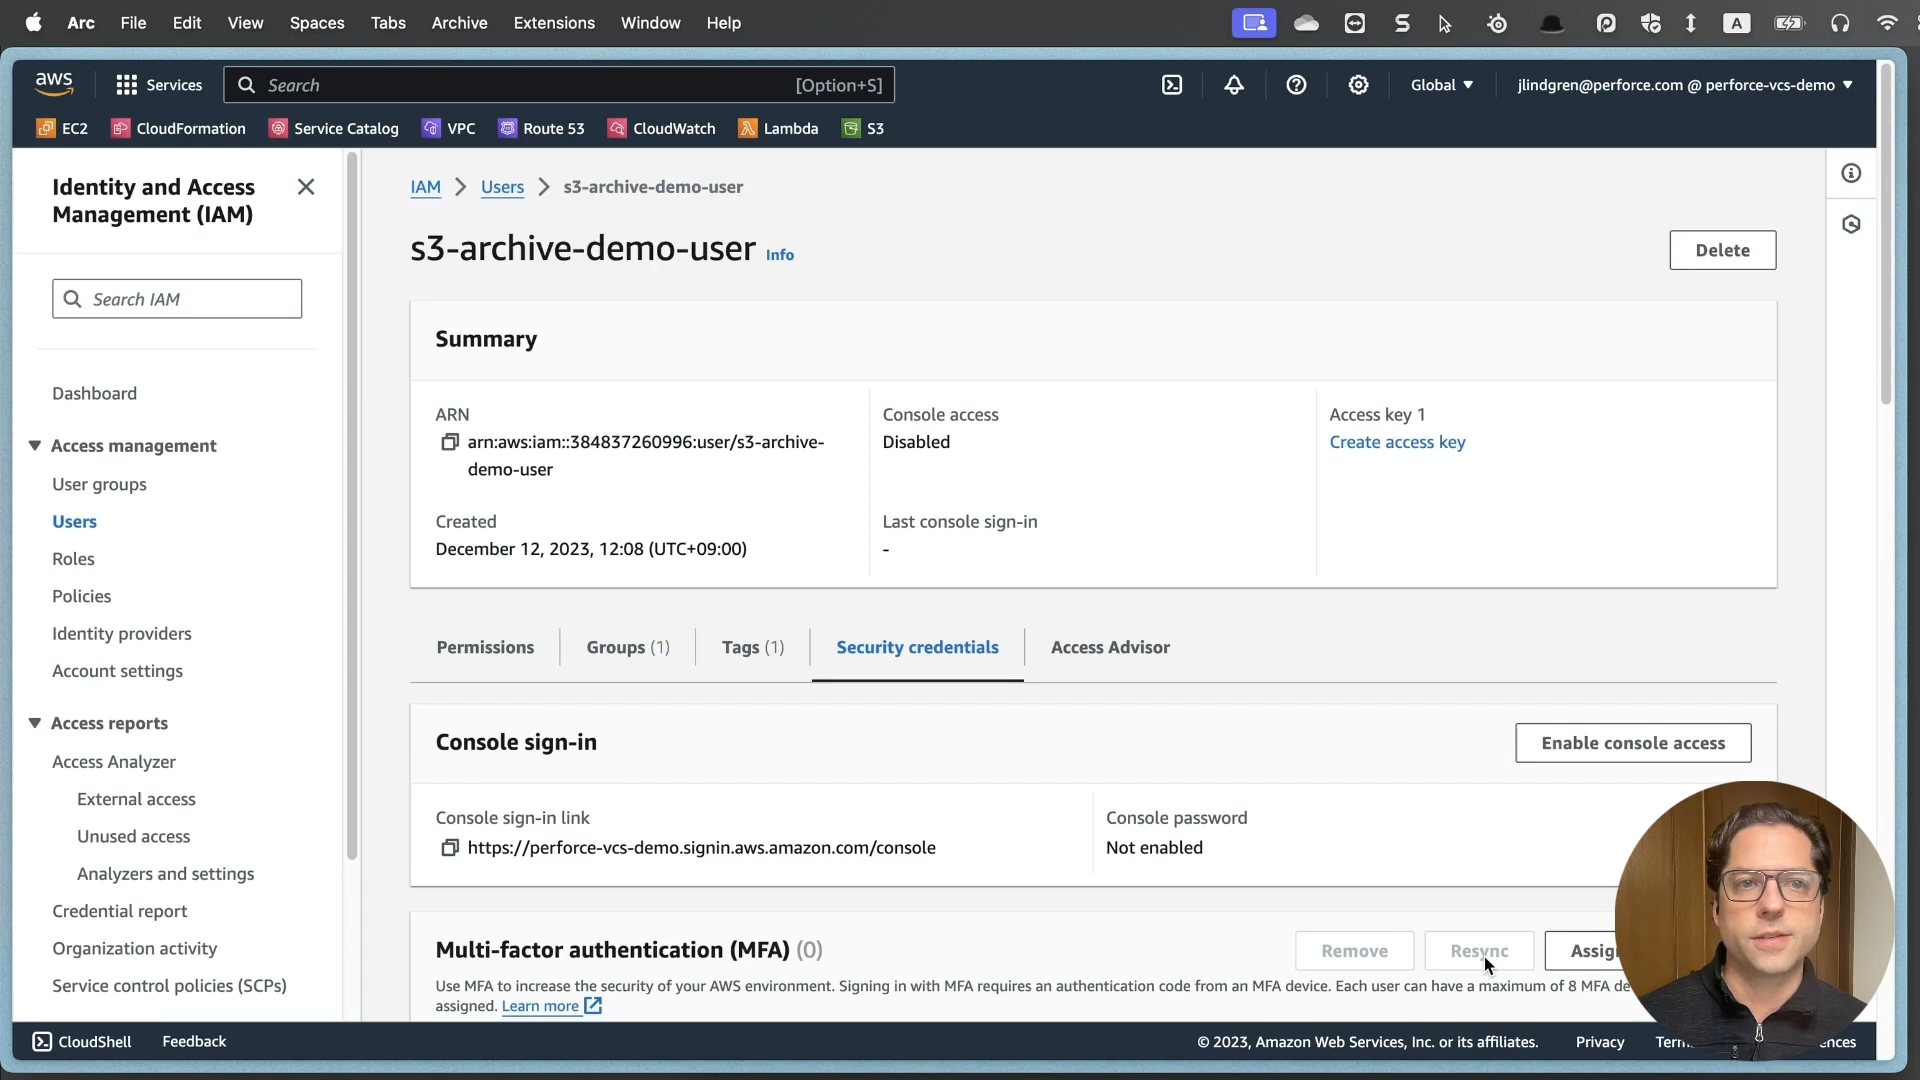 Arc File Edit View Spaces Tabs Archive Extensions Window Help
A
aws Services Search [Option+S] Global jlindgren@perforce.com @ perforce-vcs-demo
EC2 CloudFormation Service Catalog VPC Route 53 CloudWatch Lambda S3
Identity and Access
Management (IAM)
Search IAM
Dashboard
Access management
User groups
Users
Roles
Policies
Identity providers
Account settings
Access reports
Access Analyzer
External access
Unused access
Analyzers and settings
Credential report
Organization activity
Service control policies (SCPs)
IAM Users s3-archive-demo-user
s3-archive-demo-user Info
Delete
Summary
ARN
arn:aws:iam::384837260996:user/s3-archive-
demo-user
Console access
Disabled
Access key 1
Create access key
Created
December 12, 2023, 12:08 (UTC+09:00)
Last console sign-in
-
Permissions Groups (1) Tags (1) Security credentials Access Advisor
Console sign-in
Enable console access
Console sign-in link
https://perforce-vcs-demo.signin.aws.amazon.com/console
Console password
Not enabled
Multi-factor authentication (MFA) (0)
Remove Resync
Use MFA to increase the security of your AWS environment. Signing in with MFA requires an authentication code from an MFA device. Each user can have a maximum of 8 MFA
assigned. Learn more
CloudShell Feedback © 2023, Amazon Web Services, Inc. or its affiliates. Privacy